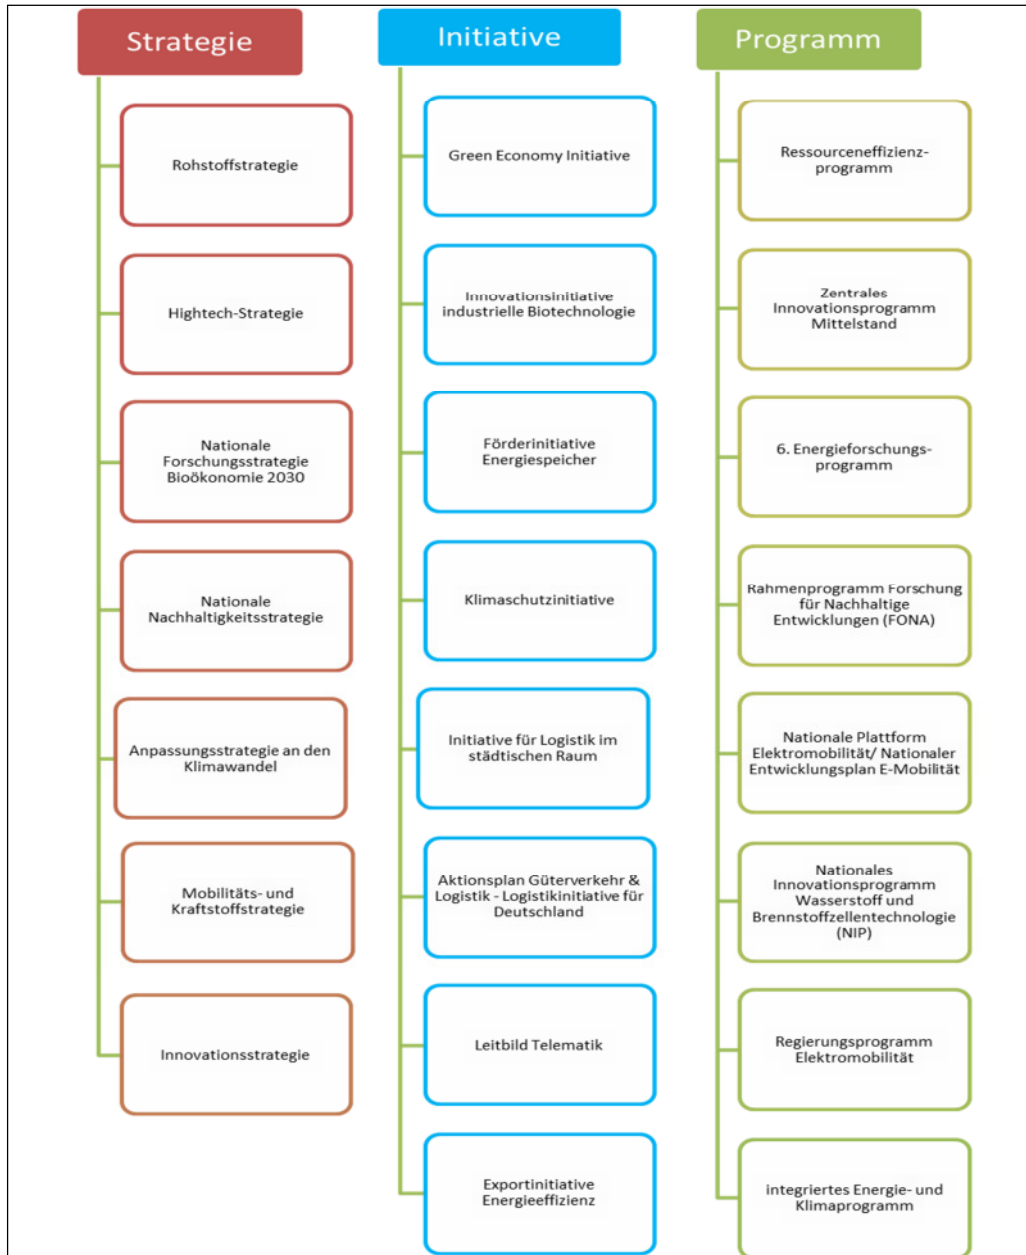 Strategie
Rohstoffstrategie
Hightech-Strategie
Nationale
Forschungsstrategie
Bioökonomie 2030
Nationale
Nachhaltigkeitsstrategie
Anpassungsstrategie an den
Klimawandel
Mobilitäts- und
Kraftstoffstrategie
Innovationsstrategie
Initiative
Green Economy Initiative
Innovationsinitiative
industrielle Biotechnologie
Förderinitiative
Energiespeicher
Klimaschutzinitiative
Initiative für Logistik im
städtischen Raum
Aktionsplan Güterverkehr &
Logistik - Logistikinitiative für
Deutschland
Leitbild Telematik
Exportinitiative
Energieeffizienz
Programm
Ressourceneffizienz-
programm
Zentrales
Innovationsprogramm
Mittelstand
6. Energieforschungs-
programm
Rahmenprogramm Forschung
für Nachhaltige
Entwicklungen (FONA)
Nationale Plattform
Elektromobilität/ Nationaler
Entwicklungsplan E-Mobilität
Nationales
Innovationsprogramm
Wasserstoff und
Brennstoffzellentechnologie
(NIP)
Regierungsprogramm
Elektromobilität
integriertes Energie- und
Klimaprogramm